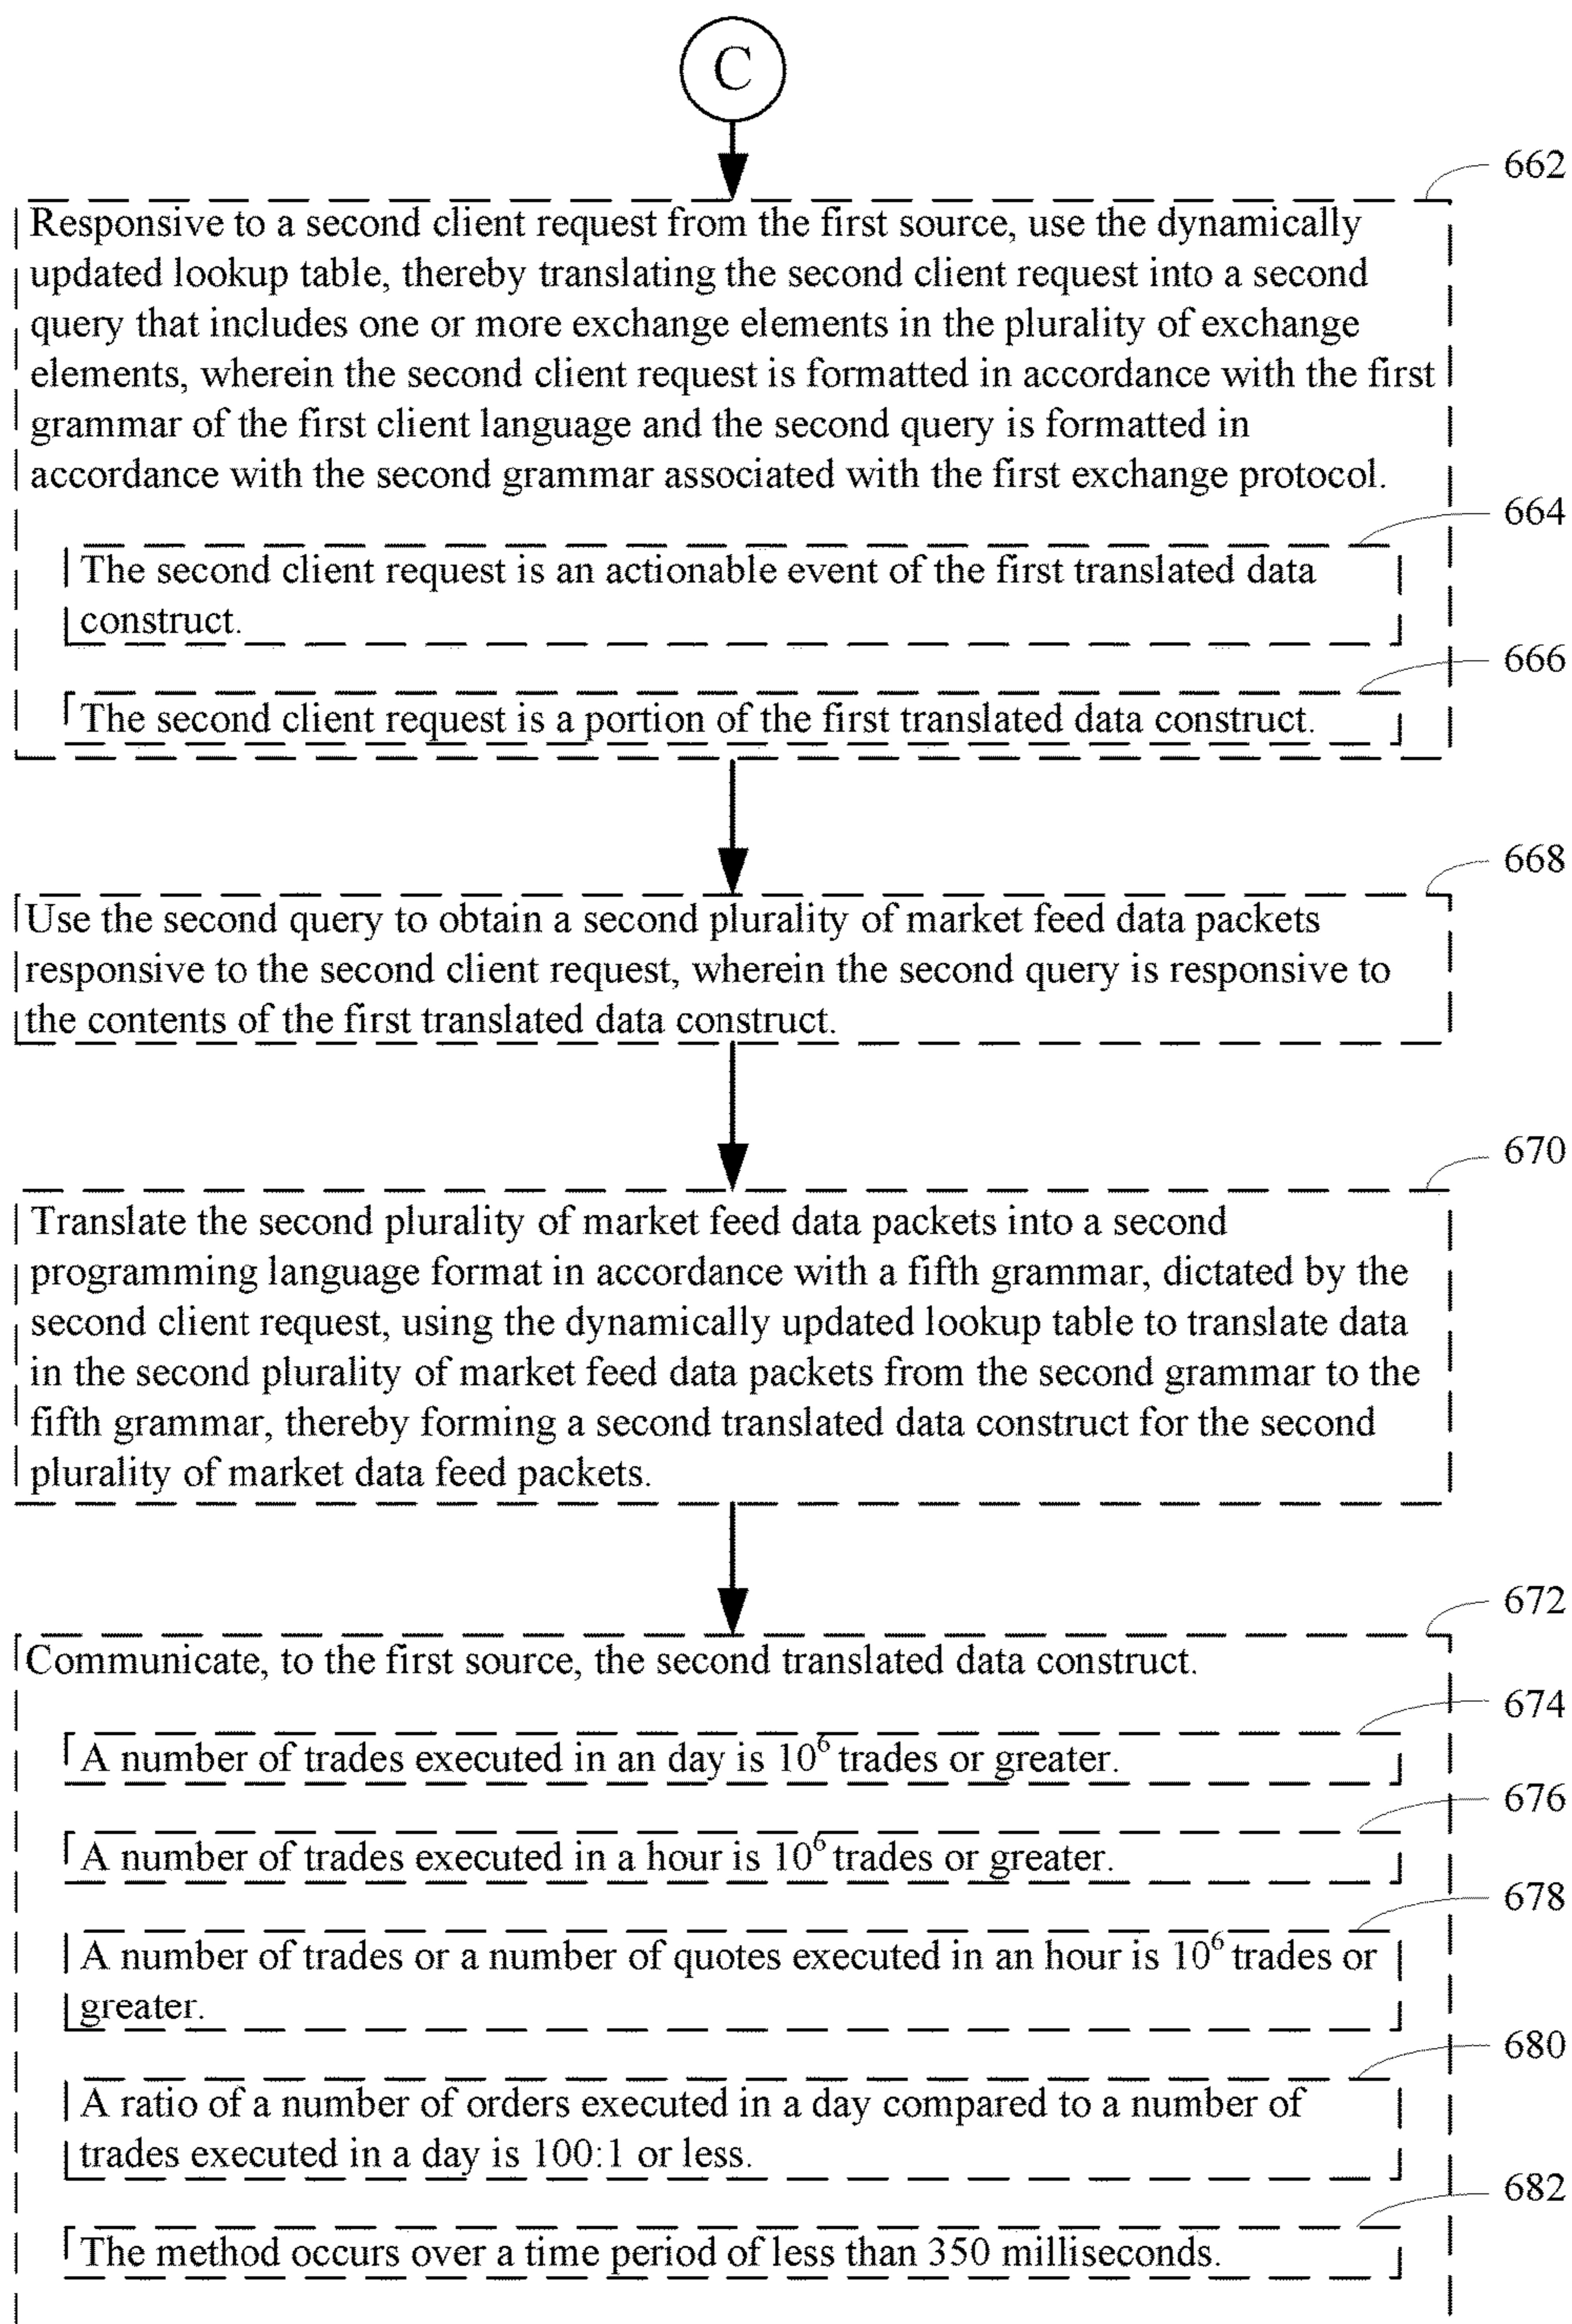 C
662
Responsive to a second client request from the first source, use the dynamically
updated lookup table, thereby translating the second client request into a second
query that includes one or more exchange elements in the plurality of exchange
elements, wherein the second client request is formatted in accordance with the first
grammar of the first client language and the second query is formatted in
accordance with the second grammar associated with the first exchange protocol.
664
The second client request is an actionable event of the first translated data
construct.
666
The second client request is a portion of the first translated data construct.
668
Use the second query to obtain a second plurality of market feed data packets
responsive to the second client request, wherein the second query is responsive to
the contents of the first translated data construct.
670
Translate the second plurality of market feed data packets into a second
programming language format in accordance with a fifth grammar, dictated by the
second client request, using the dynamically updated lookup table to translate data
in the second plurality of market feed data packets from the second grammar to the
fifth grammar, thereby forming a second translated data construct for the second
plurality of market data feed packets.
672
Communicate, to the first source, the second translated data construct.
674
A number of trades executed in an day is 10⁶ trades or greater.
676
A number of trades executed in a hour is 10⁶ trades or greater.
678
A number of trades or a number of quotes executed in an hour is 10⁶ trades or
greater.
680
A ratio of a number of orders executed in a day compared to a number of
trades executed in a day is 100:1 or less.
682
The method occurs over a time period of less than 350 milliseconds.